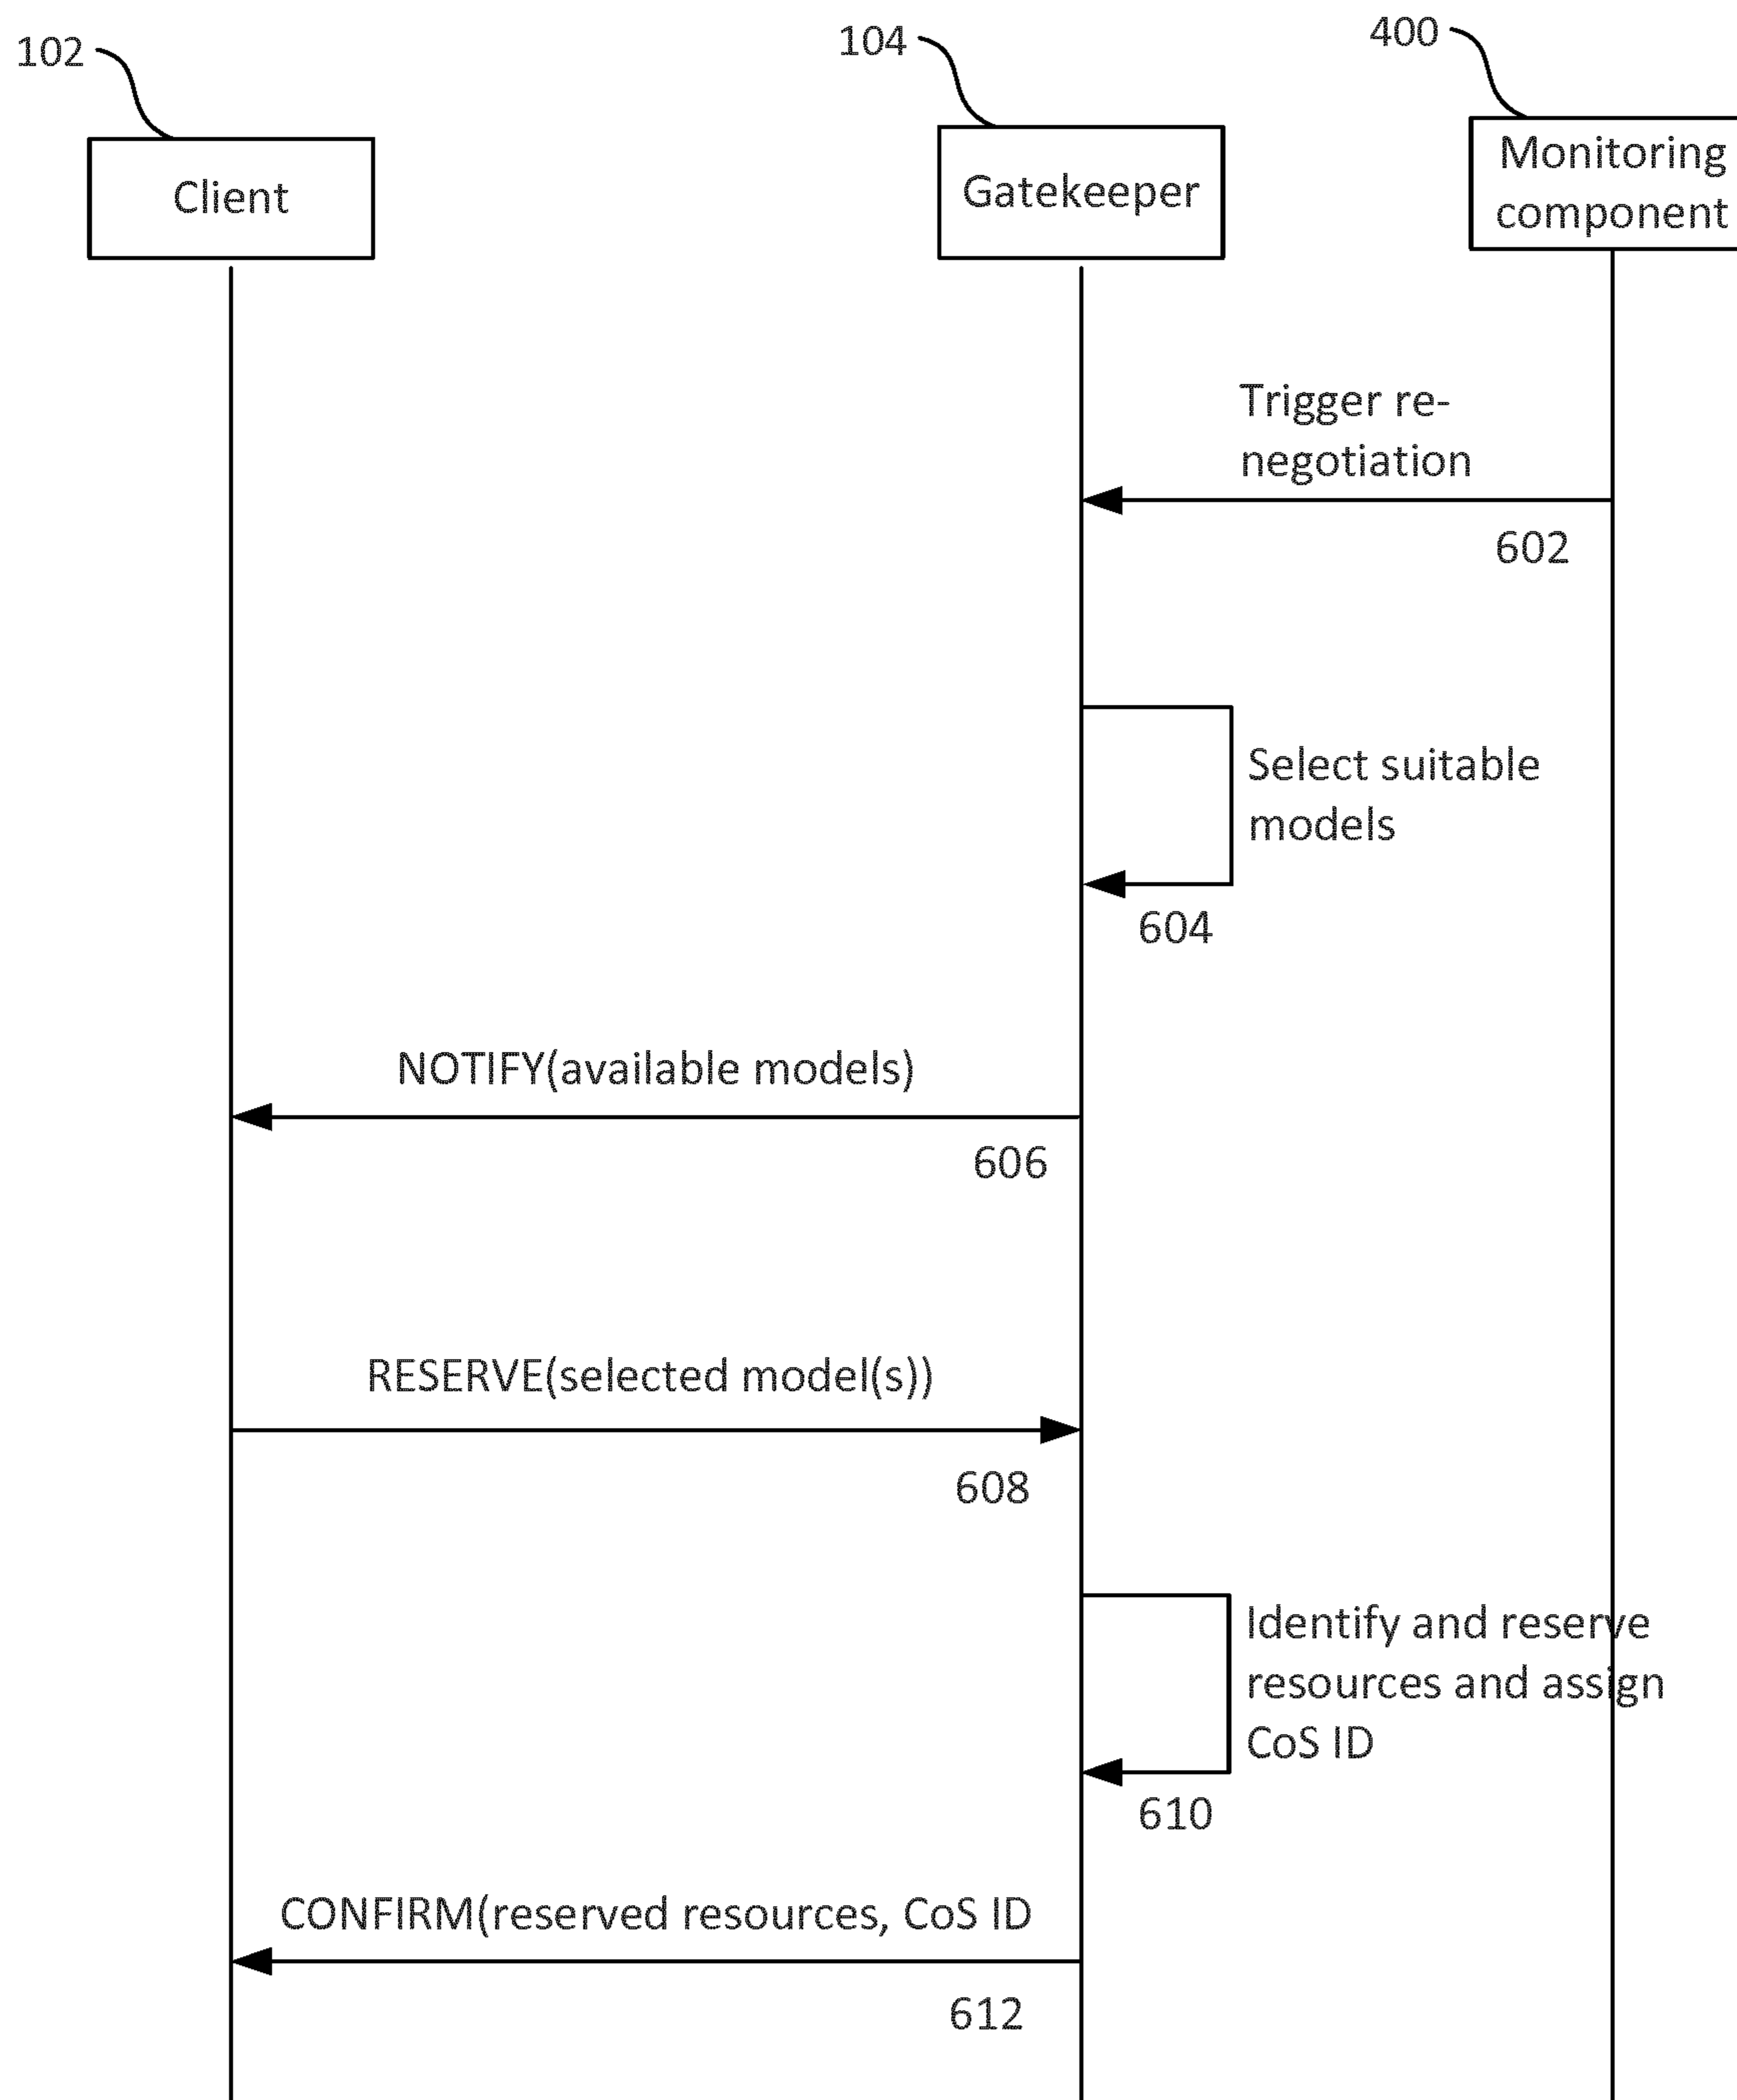 102
104
400
Client
Gatekeeper
Monitoring
component
Trigger re-
negotiation
602
Select suitable
models
604
NOTIFY(available models)
606
RESERVE(selected model(s))
608
Identify and reserve
resources and assign
CoS ID
610
CONFIRM(reserved resources, CoS ID
612